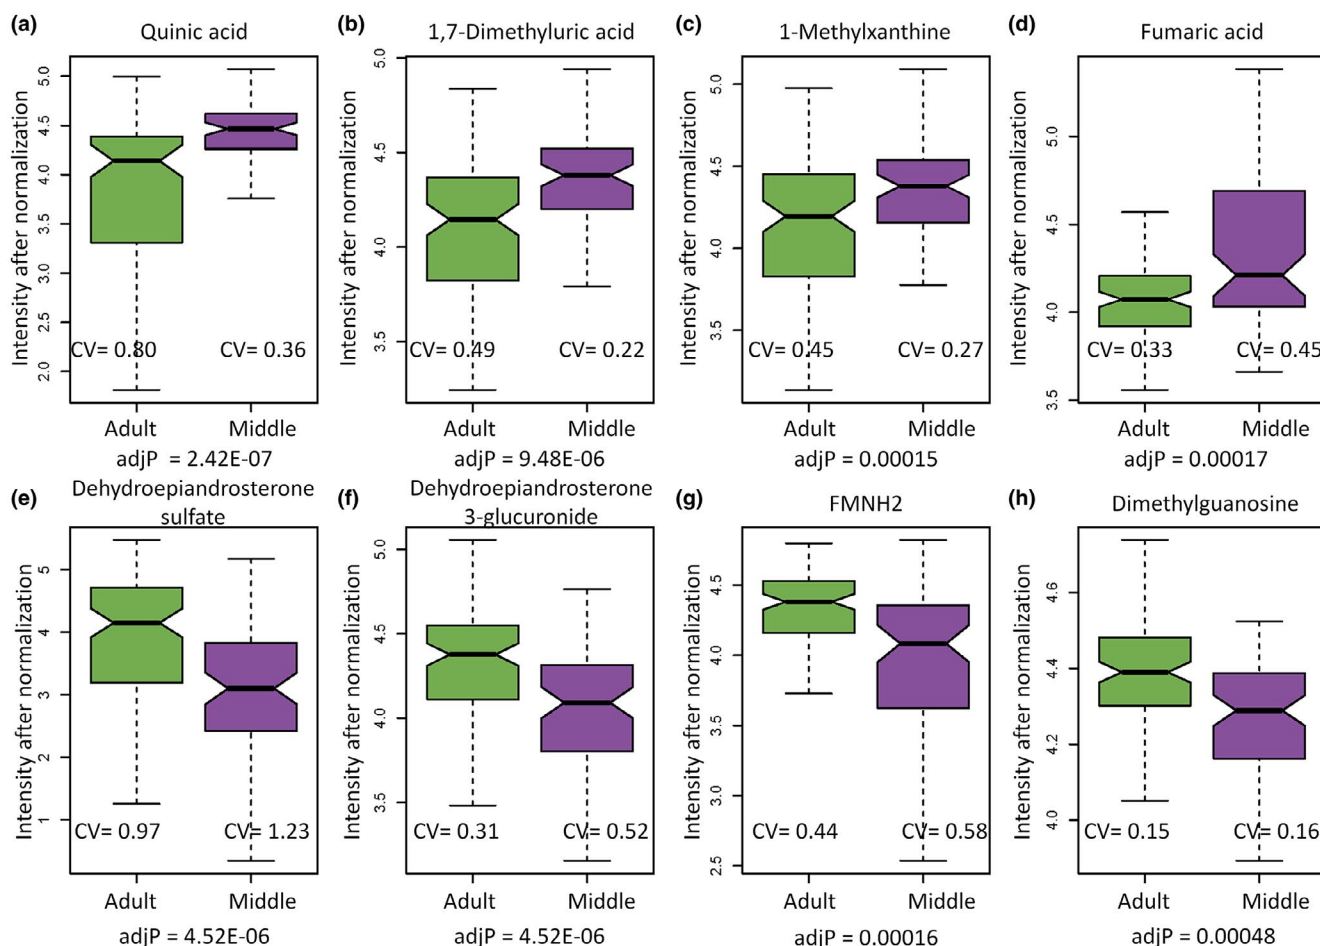 (a) Quinic acid
Intensity after normalization
5.0
4.5
4.0
3.5
3.0
2.5
2.0
CV= 0.80 CV= 0.36
Adult Middle
adjP = 2.42E-07
(b) 1,7-Dimethyluric acid
Intensity after normalization
5.0
4.5
4.0
3.5
CV= 0.49 CV= 0.22
Adult Middle
adjP = 9.48E-06
(c) 1-Methylxanthine
Intensity after normalization
5.0
4.5
4.0
3.5
CV= 0.45 CV= 0.27
Adult Middle
adjP = 0.00015
(d) Fumaric acid
Intensity after normalization
5.0
4.5
4.0
3.5
CV= 0.33 CV= 0.45
Adult Middle
adjP = 0.00017
(e) Dehydroepiandrosterone
sulfate
Intensity after normalization
5
4
3
2
1
CV= 0.97 CV= 1.23
Adult Middle
adjP = 4.52E-06
(f) Dehydroepiandrosterone
3-glucuronide
Intensity after normalization
5.0
4.5
4.0
3.5
CV= 0.31 CV= 0.52
Adult Middle
adjP = 4.52E-06
(g) FMNH2
Intensity after normalization
4.5
4.0
3.5
3.0
2.5
CV= 0.44 CV= 0.58
Adult Middle
adjP = 0.00016
(h) Dimethylguanosine
Intensity after normalization
4.6
4.4
4.2
4.0
CV= 0.15 CV= 0.16
Adult Middle
adjP = 0.00048